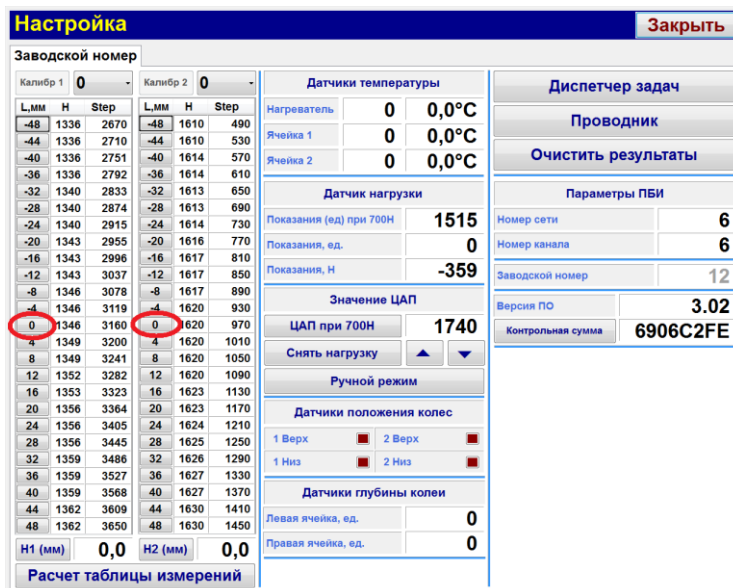 Настройка
Закрыть
Заводской номер
Калибр 1 0 Калибр 2 0
L,мм H Step L,мм H Step
-48 1336 2670 -48 1610 490
-44 1336 2710 -44 1610 530
-40 1336 2751 -40 1614 570
-36 1336 2792 -36 1614 610
-32 1340 2833 -32 1613 650
-28 1340 2874 -28 1613 690
-24 1340 2915 -24 1614 730
-20 1343 2955 -20 1616 770
-16 1343 2996 -16 1617 810
-12 1343 3037 -12 1617 850
-8 1346 3078 -8 1617 890
-4 1346 3119 -4 1620 930
0 1346 3160 0 1620 970
4 1349 3200 4 1620 1010
8 1349 3241 8 1620 1050
12 1352 3282 12 1620 1090
16 1353 3323 16 1623 1130
20 1356 3364 20 1623 1170
24 1356 3405 24 1624 1210
28 1356 3445 28 1625 1250
32 1359 3486 32 1626 1290
36 1359 3527 36 1627 1330
40 1359 3568 40 1627 1370
44 1362 3609 44 1630 1410
48 1362 3650 48 1630 1450
H1 (мм) 0,0 H2 (мм) 0,0
Расчет таблицы измерений
Датчики температуры
Нагреватель 0 0,0°C
Ячейка 1 0 0,0°C
Ячейка 2 0 0,0°C
Датчик нагрузки
Показания (ед) при 700Н 1515
Показания, ед. 0
Показания, Н -359
Значение ЦАП
ЦАП при 700Н 1740
Снять нагрузку
Ручной режим
Датчики положения колес
1 Верх 2 Верх
1 Низ 2 Низ
Датчики глубины колеи
Левая ячейка, ед. 0
Правая ячейка, ед. 0
Диспетчер задач
Проводник
Очистить результаты
Параметры ПБИ
Номер сети 6
Номер канала 6
Заводской номер 12
Версия ПО 3.02
Контрольная сумма 6906C2FE